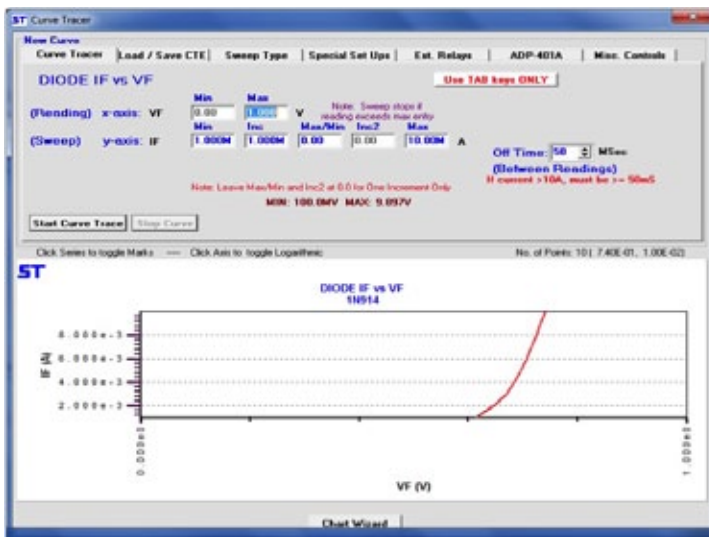 ST Curve Tracer
New Curve
Curve Tracer | Load / Save CTE | Sweep Type | Special Set Ups | Ext. Relays | ADP-401A | Misc. Controls |
DIODE IF vs VF
Use TAB keys ONLY
Min Max
(Reading) x-axis: VF 0.00 1.000 V Note: Sweep stops if reading exceeds max entry
Min Inc Max/Min Inc2 Max
(Sweep) y-axis: IF 1.000M 1.000M 0.00 0.00 10.00M A
Off Time: 50 MSec
(Between Readings)
If current >10A, must be >= 50mS
Note: Leave Max/Min and Inc2 at 0.0 for One Increment Only
MIN: 100.0MV MAX: 9.897V
Start Curve Trace Stop Curve
Click Series to toggle Marks ---- Click Axis to toggle Logarithmic
No. of Points: 10 ( 7.40E-01, 1.00E-02)
ST
DIODE IF vs VF
1N914
IF (A)
8.000e-3
6.000e-3
4.000e-3
2.000e-3
0.000e0
1.000e0
VF (V)
Chart Wizard